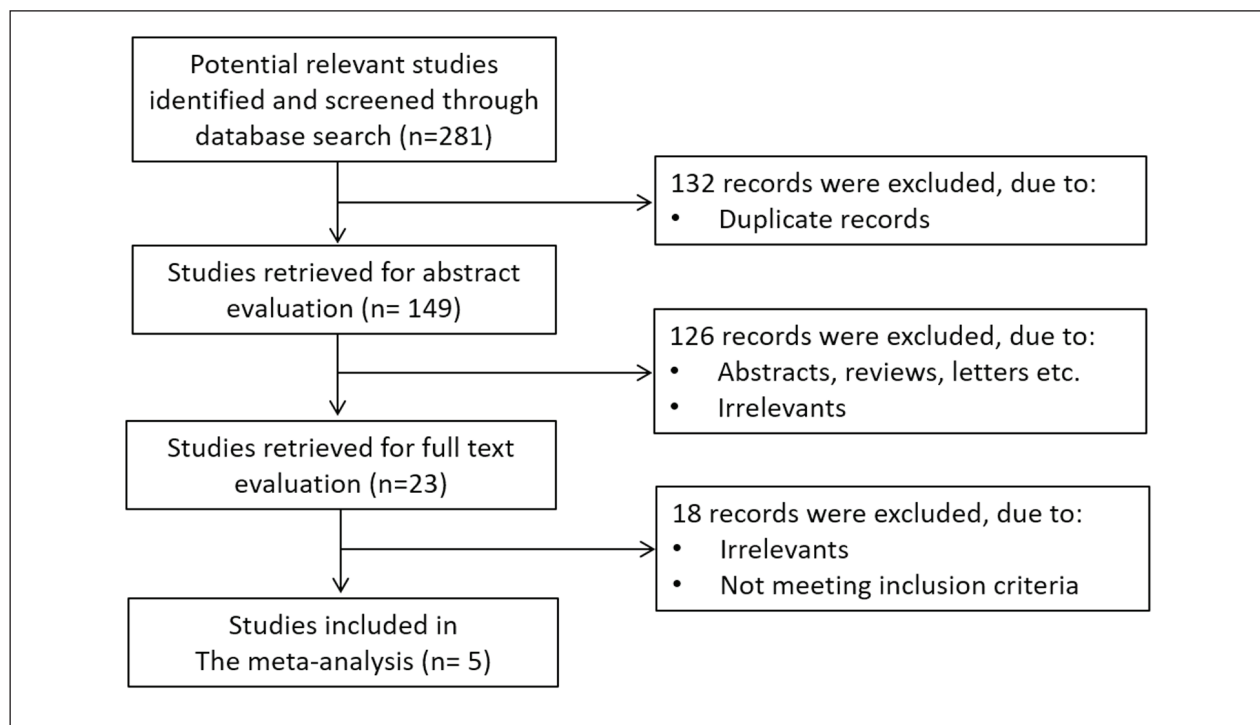 Potential relevant studies
identified and screened through
database search (n=281)
132 records were excluded, due to:
• Duplicate records
Studies retrieved for abstract
evaluation (n= 149)
126 records were excluded, due to:
• Abstracts, reviews, letters etc.
• Irrelevants
Studies retrieved for full text
evaluation (n=23)
18 records were excluded, due to:
• Irrelevants
• Not meeting inclusion criteria
Studies included in
The meta-analysis (n= 5)